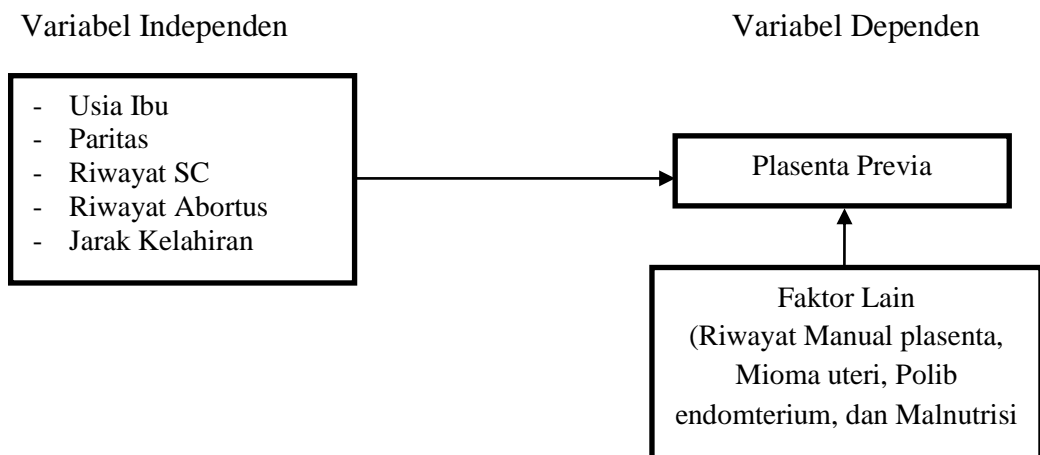 Variabel Independen
Variabel Dependen
- Usia Ibu
- Paritas
- Riwayat SC
- Riwayat Abortus
- Jarak Kelahiran
Plasenta Previa
Faktor Lain
(Riwayat Manual plasenta,
Mioma uteri, Polib
endomterium, dan Malnutrisi